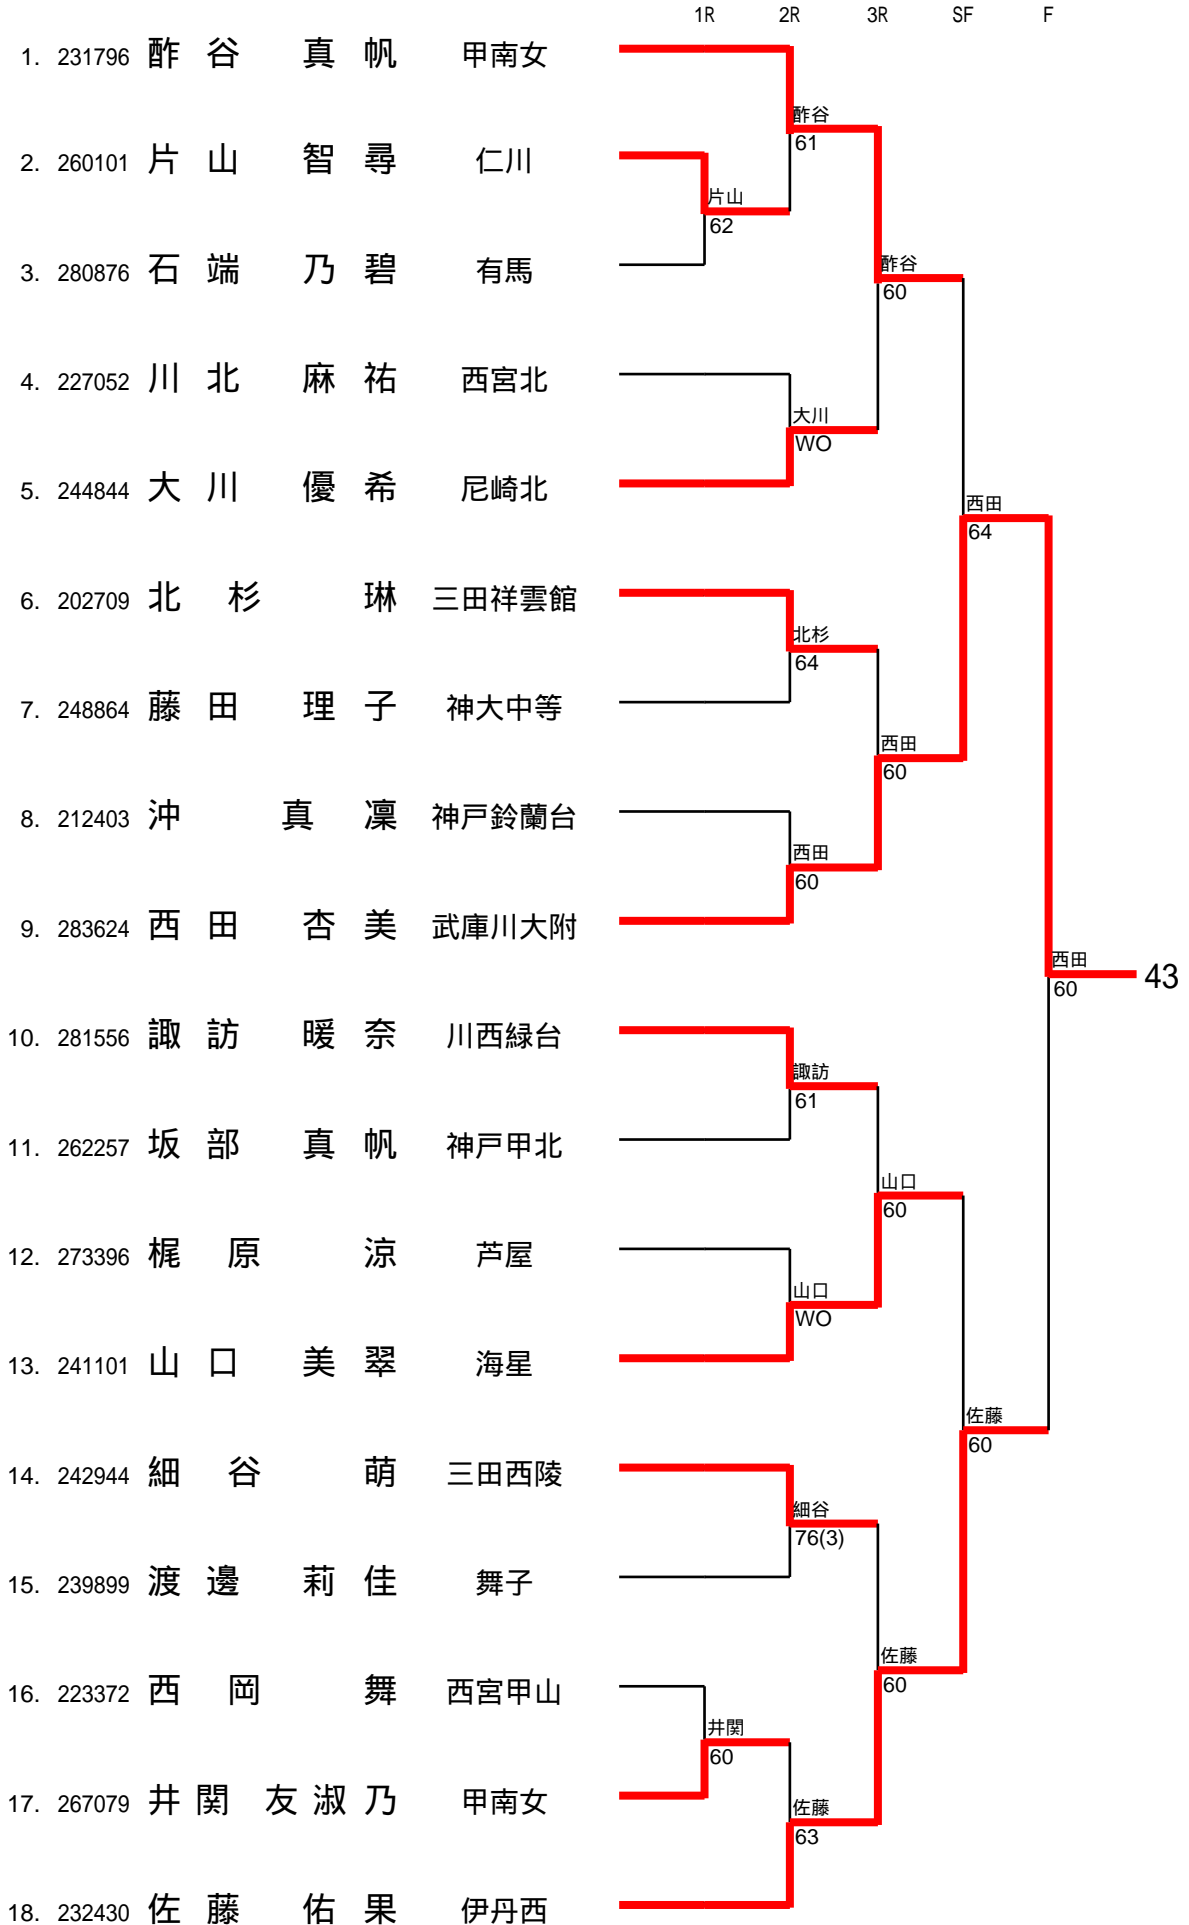 1R 2R 3R SF F
1. 231796 酢谷 真帆 甲南女
酢谷
61
2. 260101 片山 智尋 仁川
片山
62
3. 280876 石端 乃碧 有馬
酢谷
60
4. 227052 川北 麻祐 西宮北
大川
WO
5. 244844 大川 優希 尼崎北
西田
64
6. 202709 北杉 琳 三田祥雲館
北杉
64
7. 248864 藤田 理子 神大中等
西田
60
8. 212403 沖 真凜 神戸鈴蘭台
西田
60
9. 283624 西田 杏美 武庫川大附
西田
60
43
10. 281556 諏訪 暖奈 川西緑台
諏訪
61
11. 262257 坂部 真帆 神戸甲北
山口
60
12. 273396 梶原 涼 芦屋
山口
WO
13. 241101 山口 美翠 海星
佐藤
60
14. 242944 細谷 萌 三田西陵
細谷
76(3)
15. 239899 渡邊 莉佳 舞子
佐藤
60
16. 223372 西岡 舞 西宮甲山
井関
60
17. 267079 井関 友淑乃 甲南女
佐藤
63
18. 232430 佐藤 佑果 伊丹西